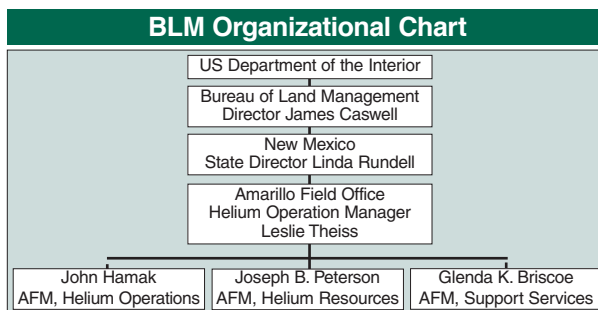 BLM Organizational Chart
US Department of the Interior
Bureau of Land Management
Director James Caswell
New Mexico
State Director Linda Rundell
Amarillo Field Office
Helium Operation Manager
Leslie Theiss
John Hamak
AFM, Helium Operations
Joseph B. Peterson
AFM, Helium Resources
Glenda K. Briscoe
AFM, Support Services